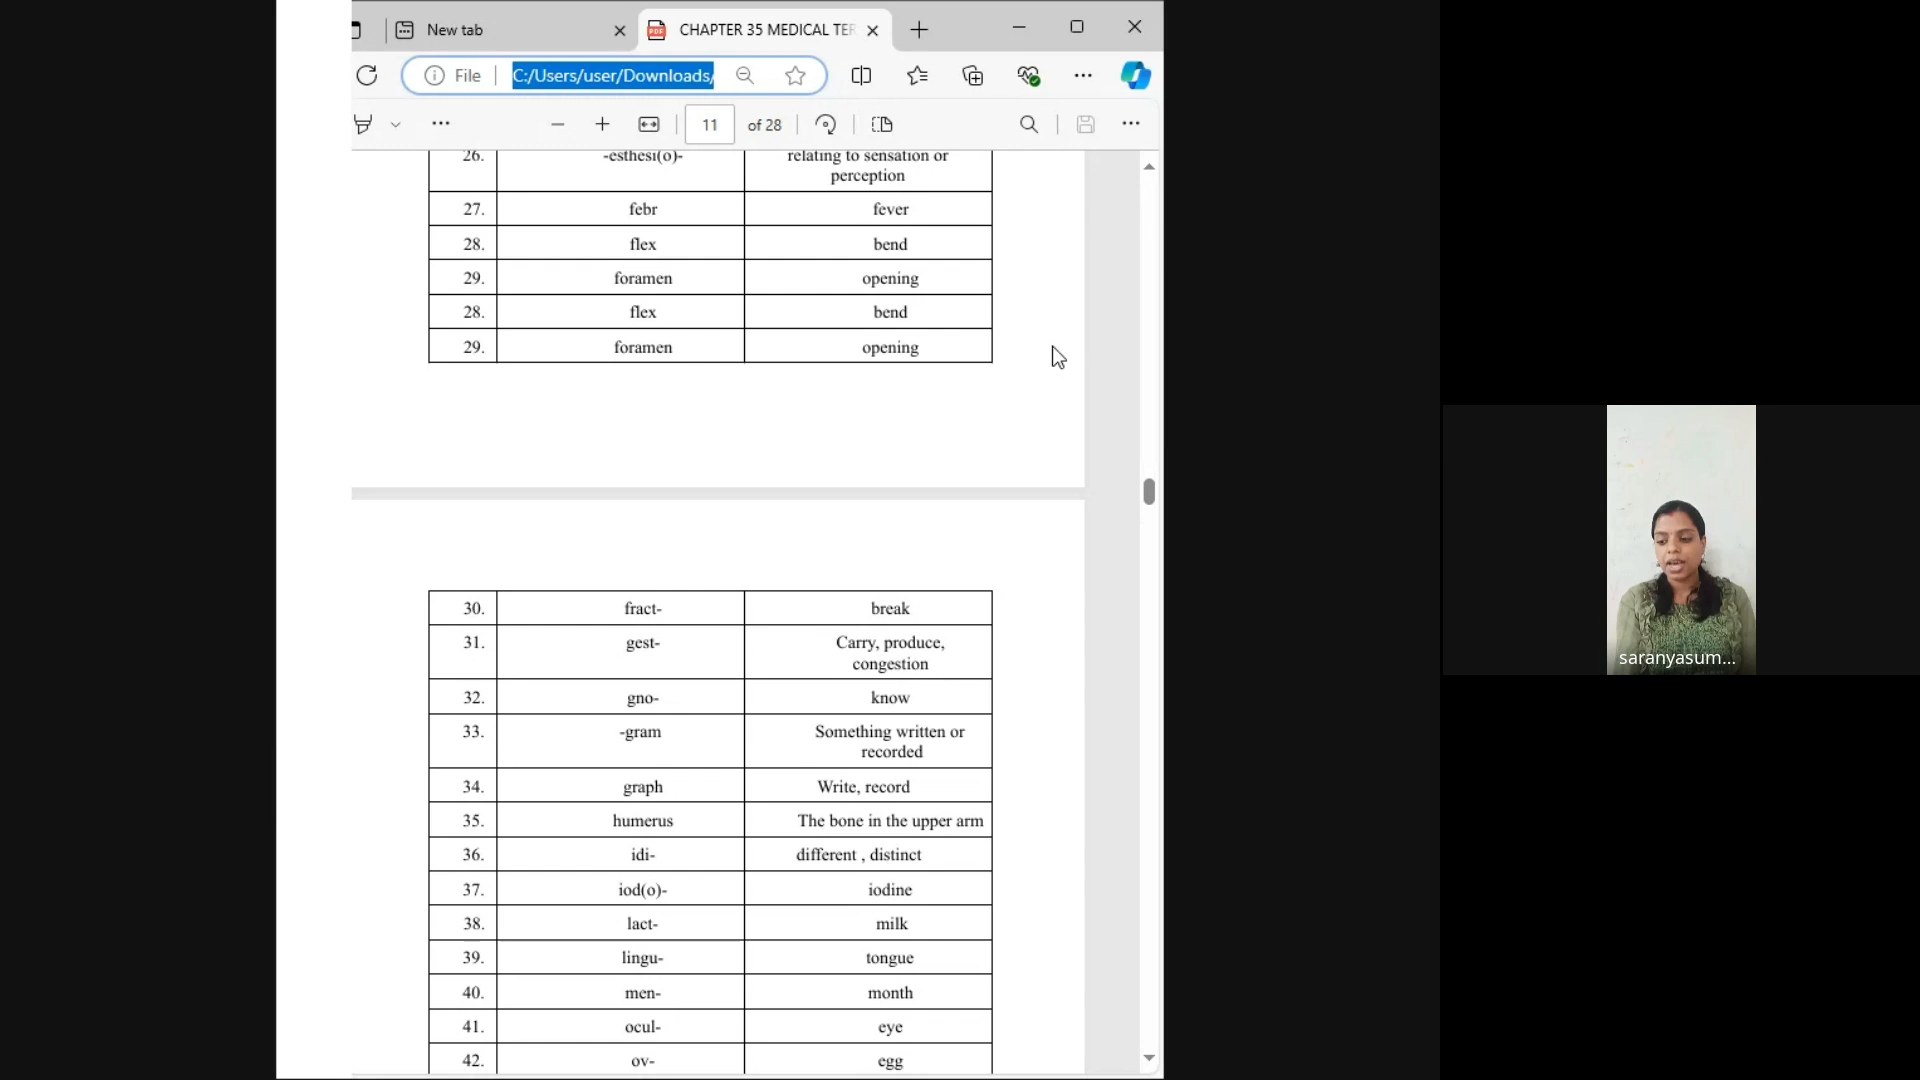 New tab
CHAPTER 35 MEDICAL TER
File
C:/Users/user/Downloads/
11 of 28
26. -esthesi(o)- relating to sensation or
perception
27. febr fever
28. flex bend
29. foramen opening
28. flex bend
29. foramen opening
30. fract- break
31. gest- Carry, produce,
congestion
32. gno- know
33. -gram Something written or
recorded
34. graph Write, record
35. humerus The bone in the upper arm
36. idi- different , distinct
37. iod(o)- iodine
38. lact- milk
39. lingu- tongue
40. men- month
41. ocul- eye
42. ov- egg
saranyasum...